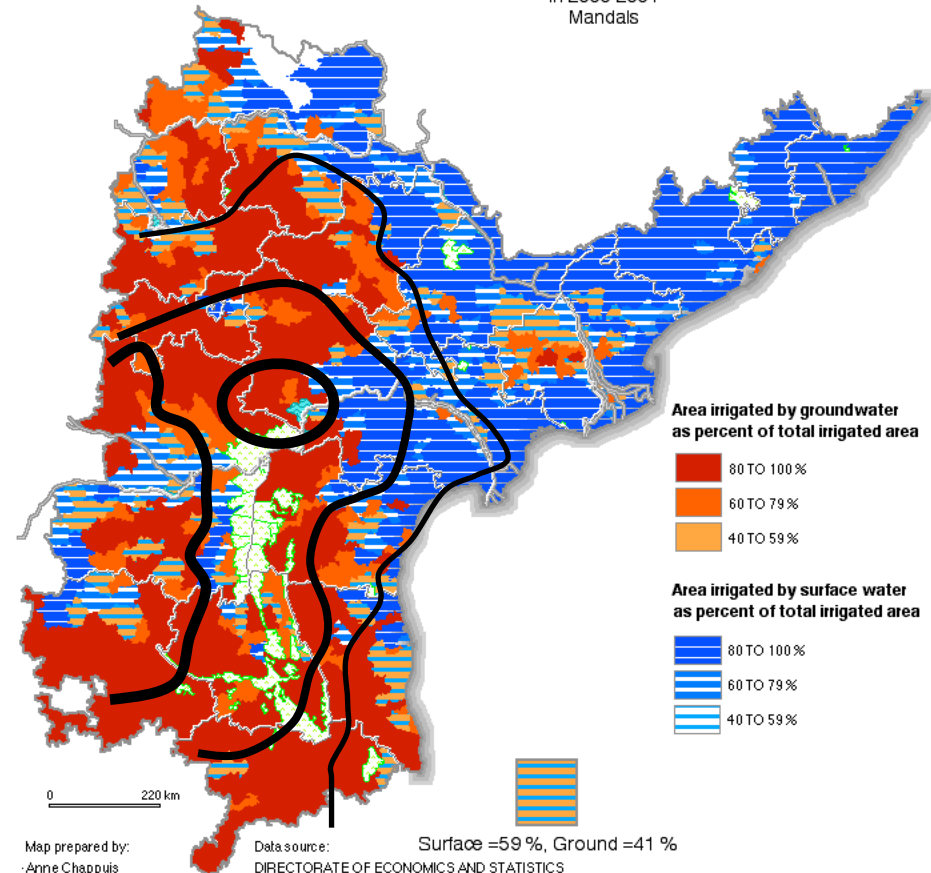 Mandals
Area irrigated by groundwater
as percent of total irrigated area
80 TO 100 %
60 TO 79 %
40 TO 59 %
Area irrigated by surface water
as percent of total irrigated area
80 TO 100 %
60 TO 79 %
40 TO 59 %
0 220 km
Surface =59 %, Ground =41 %
Map prepared by:
Anne Chappuis
Data source:
DIRECTORATE OF ECONOMICS AND STATISTICS